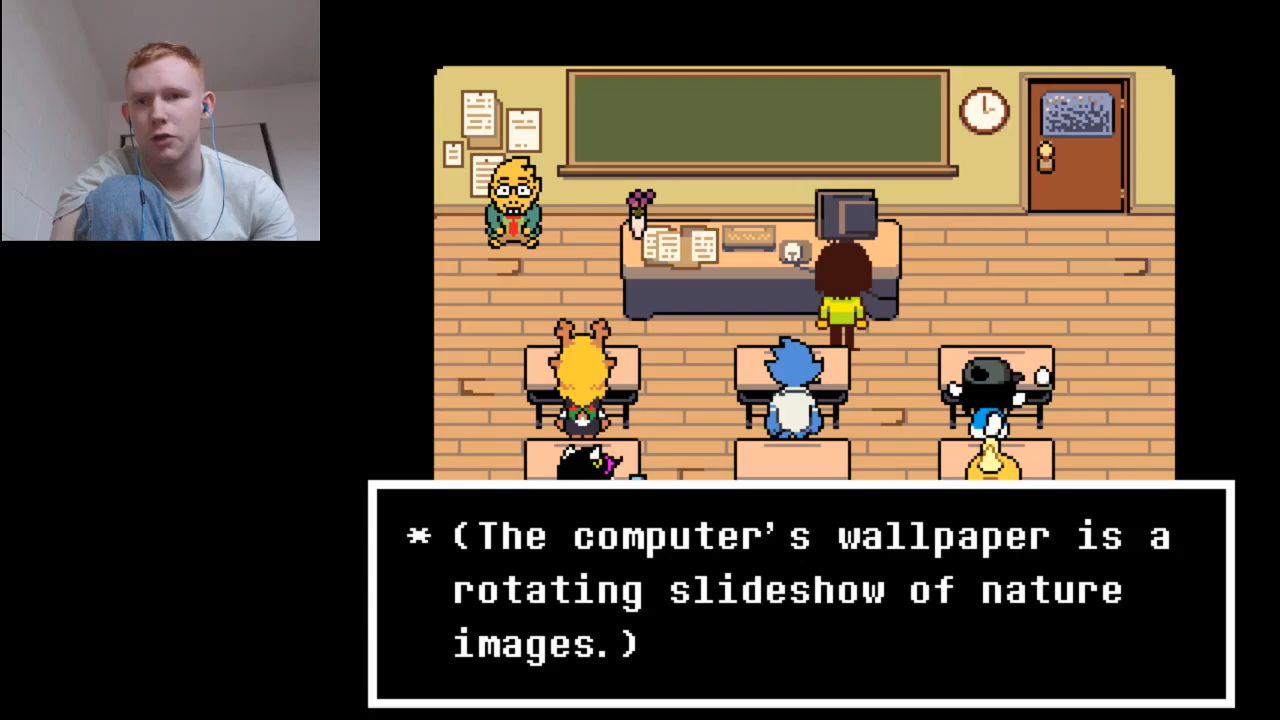 * (The computer's wallpaper is a
rotating slideshow of nature
images.)